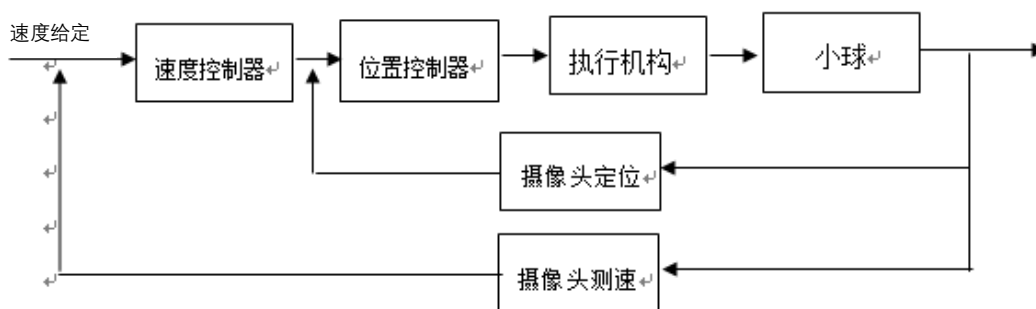 速度给定
速度控制器
位置控制器
执行机构
小球
摄像头定位
摄像头测速